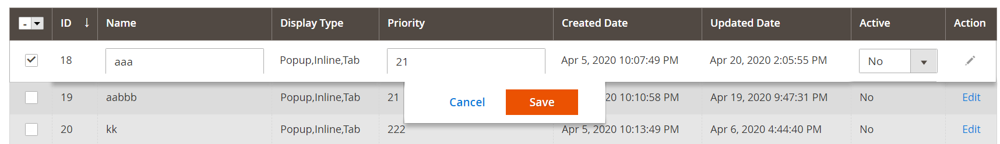 - ID ↓ Name Display Type Priority Created Date Updated Date Active Action
18 aaa Popup,Inline,Tab 21 Apr 5, 2020 10:07:49 PM Apr 20, 2020 2:05:55 PM No
19 aabbb Popup,Inline,Tab 21 20 10:10:58 PM Apr 19, 2020 9:47:31 PM No Edit
Cancel Save
20 kk Popup,Inline,Tab 222 Apr 5, 2020 10:13:49 PM Apr 6, 2020 4:44:40 PM No Edit